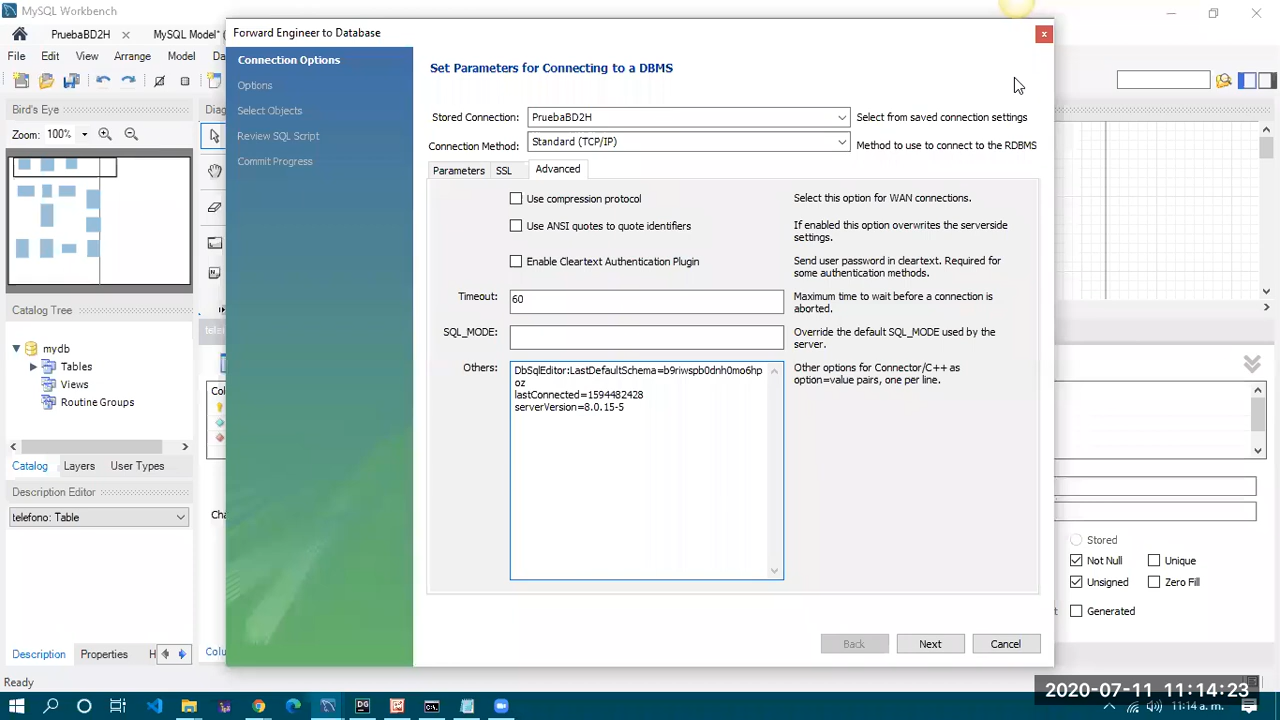 MySQL Workbench
PruebaBD2H
MySQL Model*
File Edit View Arrange Model
Bird's Eye
Zoom: 100%
Catalog Tree
mydb
Tables
Views
Routine Groups
Catalog Layers User Types
Description Editor
telefono: Table
Description Properties H
Ready
Forward Engineer to Database
Connection Options
Options
Select Objects
Review SQL Script
Commit Progress
Set Parameters for Connecting to a DBMS
Stored Connection: PruebaBD2H Select from saved connection settings
Connection Method: Standard (TCP/IP) Method to use to connect to the RDBMS
Parameters SSL Advanced
Use compression protocol Select this option for WAN connections.
Use ANSI quotes to quote identifiers If enabled this option overwrites the serverside
settings.
Enable Cleartext Authentication Plugin Send user password in cleartext. Required for
some authentication methods.
Timeout: 60 Maximum time to wait before a connection is
aborted.
SQL_MODE: Override the default SQL_MODE used by the
server.
Others: DbSqlEditor:LastDefaultSchema=b9riwspb0dnh0mo6hp
oz
lastConnected=1594482428
serverVersion=8.0.15-5
Other options for Connector/C++ as
option=value pairs, one per line.
Back Next Cancel
Stored
Not Null Unique
Unsigned Zero Fill
Generated
2020-07-11 11:14:23
11:14 a.m.